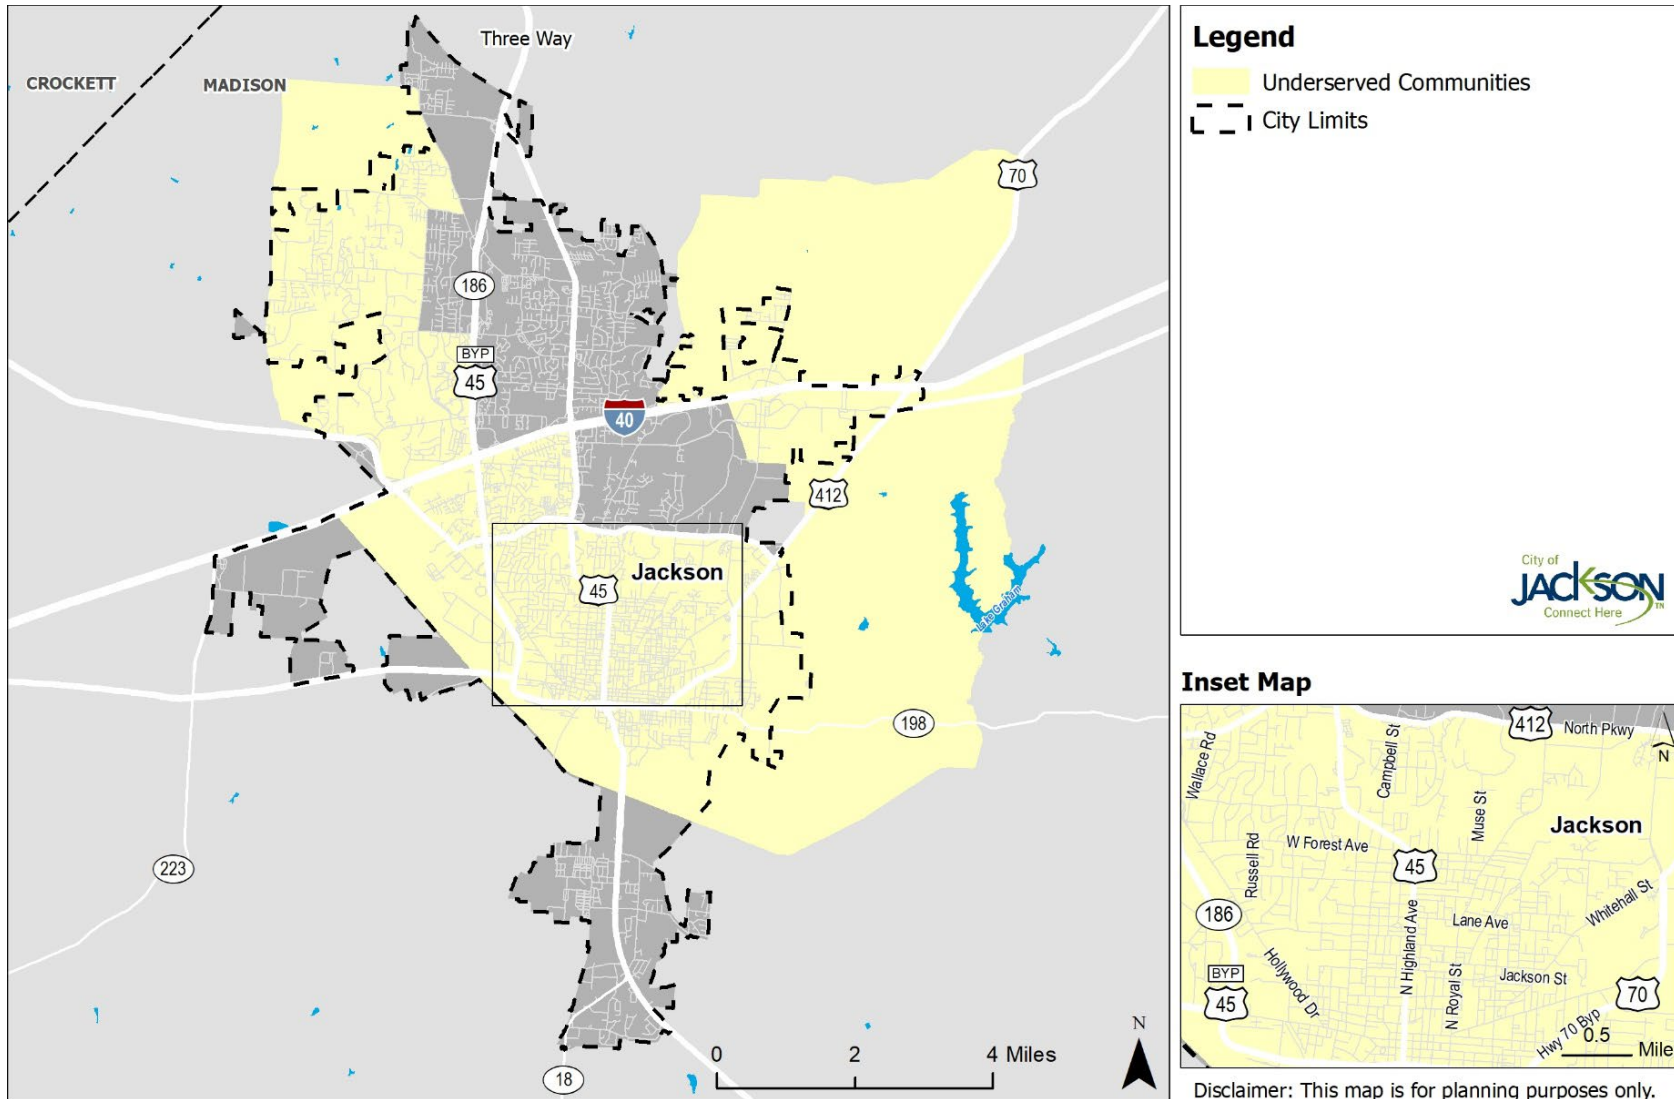 Three Way
CROCKETT
MADISON
70
186
BYP
45
40
412
Jackson
45
Lake Graham
198
223
18
0 2 4 Miles
N
Legend
Underserved Communities
City Limits
City of
JACKSON
TN
Connect Here
Inset Map
412
North Pkwy
N
Wallace Rd
Campbell St
Muse St
Jackson
W Forest Ave
Russell Rd
45
Whitehall St
186
Lane Ave
N Highland Ave
Hollywood Dr
N Royal St
Jackson St
BYP
45
70
Hwy 70 Byp
0.5
Mile
Disclaimer: This map is for planning purposes only.